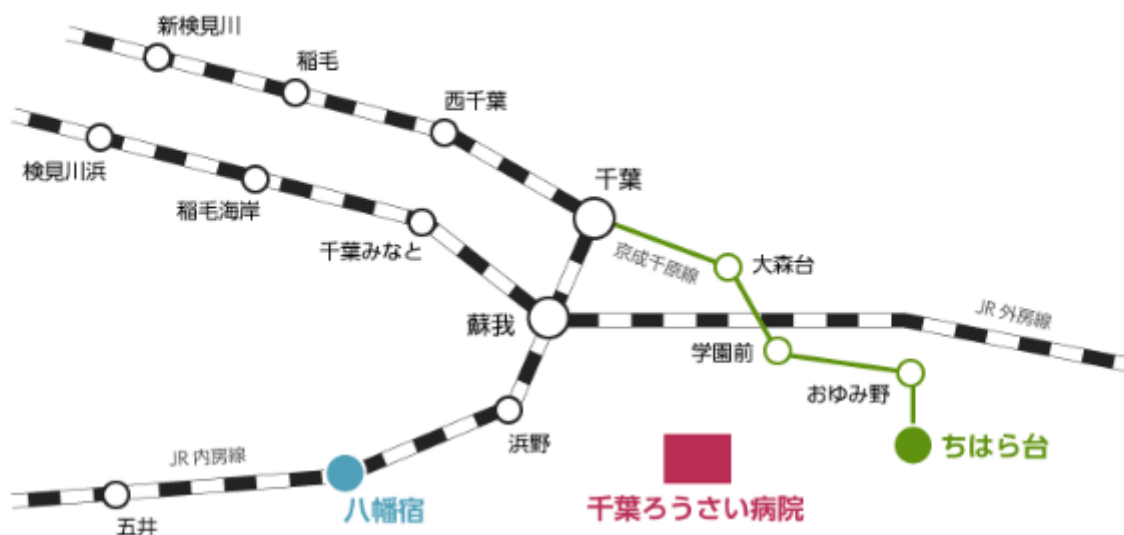 新検見川
稲毛
西千葉
検見川浜
千葉
稲毛海岸
千葉みなと
京成千原線
大森台
蘇我
JR 外房線
学園前
おゆみ野
浜野
ちはら台
JR 内房線
八幡宿
千葉ろうさい病院
五井